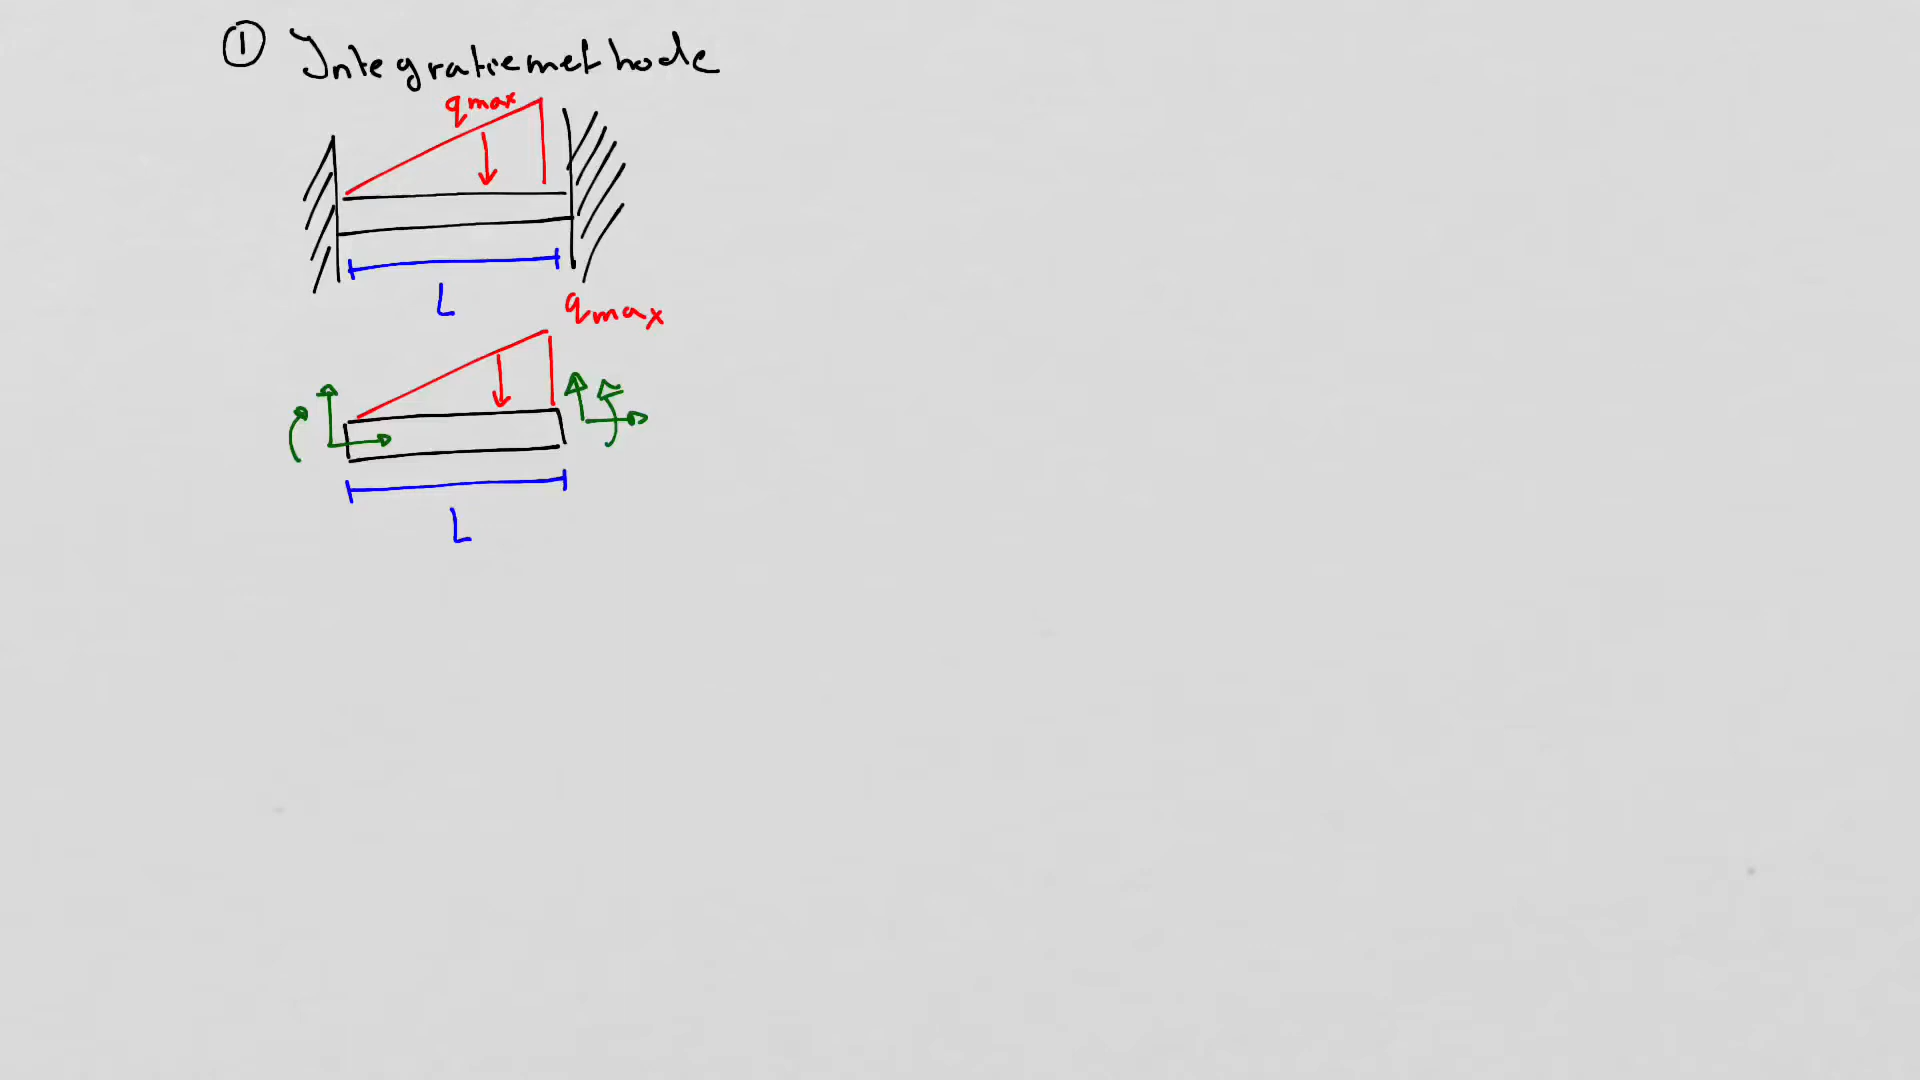 ① Integratiemethode
qmax
L
qmax
L